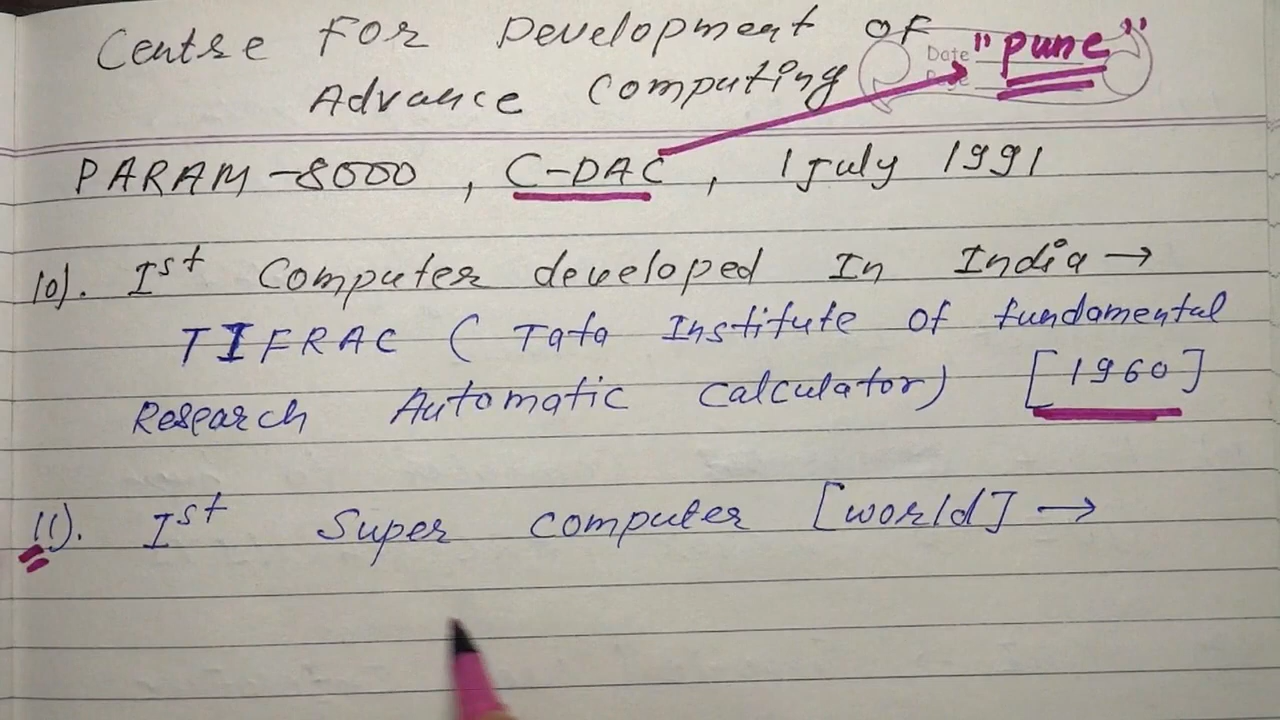 Centre For Development of "pune"
Date
Advance Computing
PARAM-8000, C-DAC, 1 july 1991
10). Ist Computer developed In India →
TIFRAC ( Tata Institute of fundamental
Research Automatic Calculator) [1960]
11). Ist Super computer [world] →